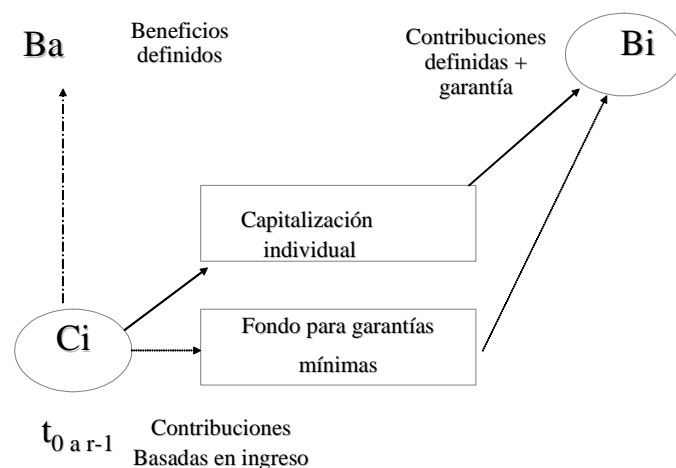 Ba
Beneficios
definidos
Contribuciones
definidas +
garantía
Bi
Capitalización
individual
Ci
Fondo para garantías
mínimas
t0 a r-1
Contribuciones
Basadas en ingreso